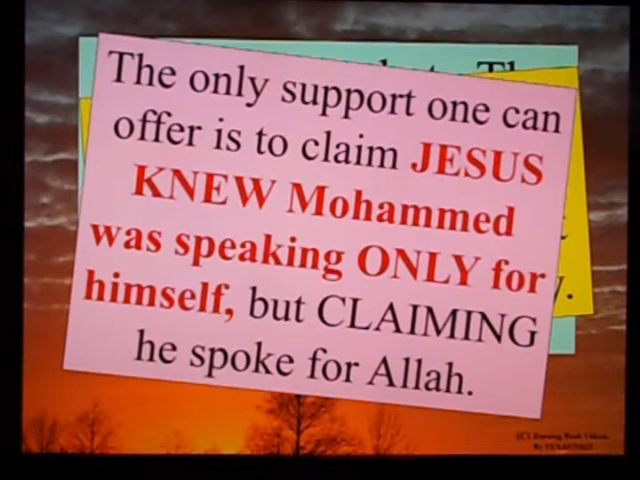 The
The only support one can
offer is to claim JESUS
KNEW Mohammed
was speaking ONLY for
himself, but CLAIMING
he spoke for Allah.
y.